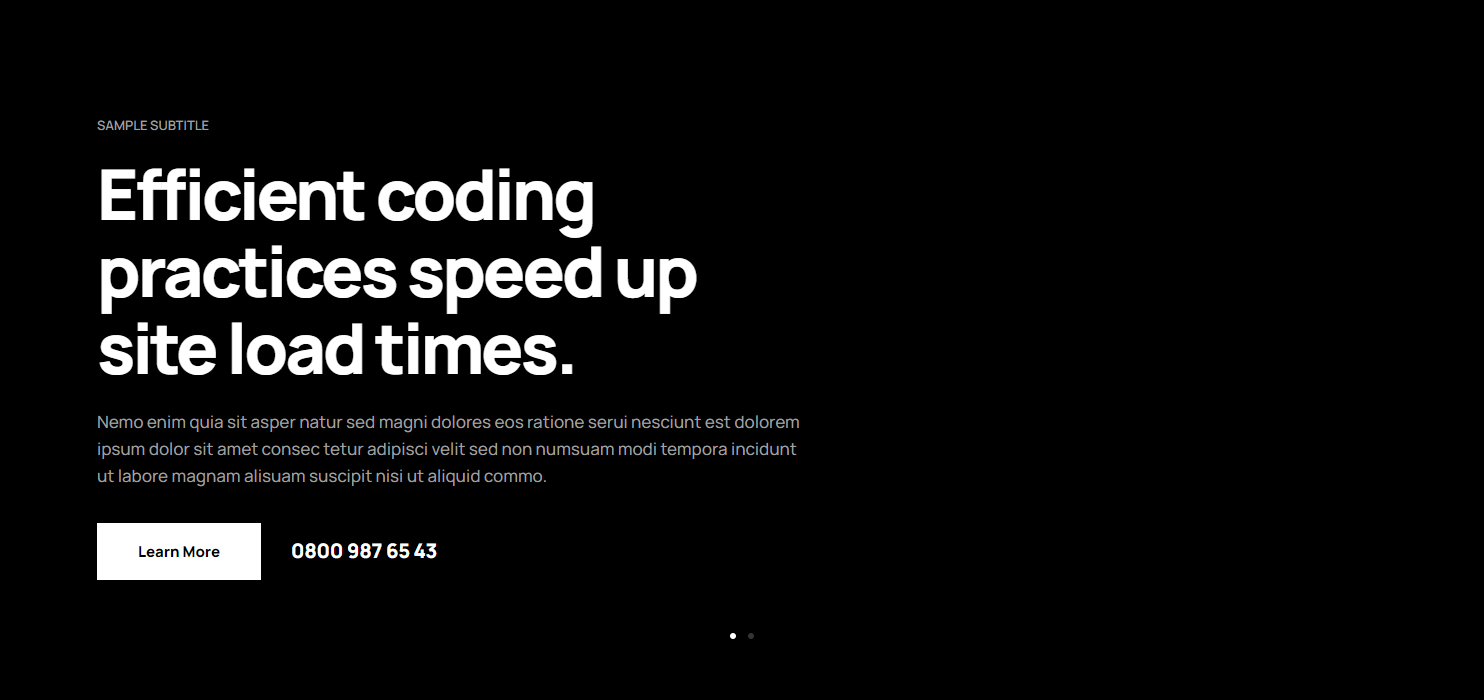 SAMPLE SUBTITLE
Efficient coding
practices speed up
site load times.
Nemo enim quia sit asper natur sed magni dolores eos ratione serui nesciunt est dolorem
ipsum dolor sit amet consec tetur adipisci velit sed non numsuam modi tempora incidunt
ut labore magnam alisuam suscipit nisi ut aliquid commo.
Learn More
0800 987 65 43